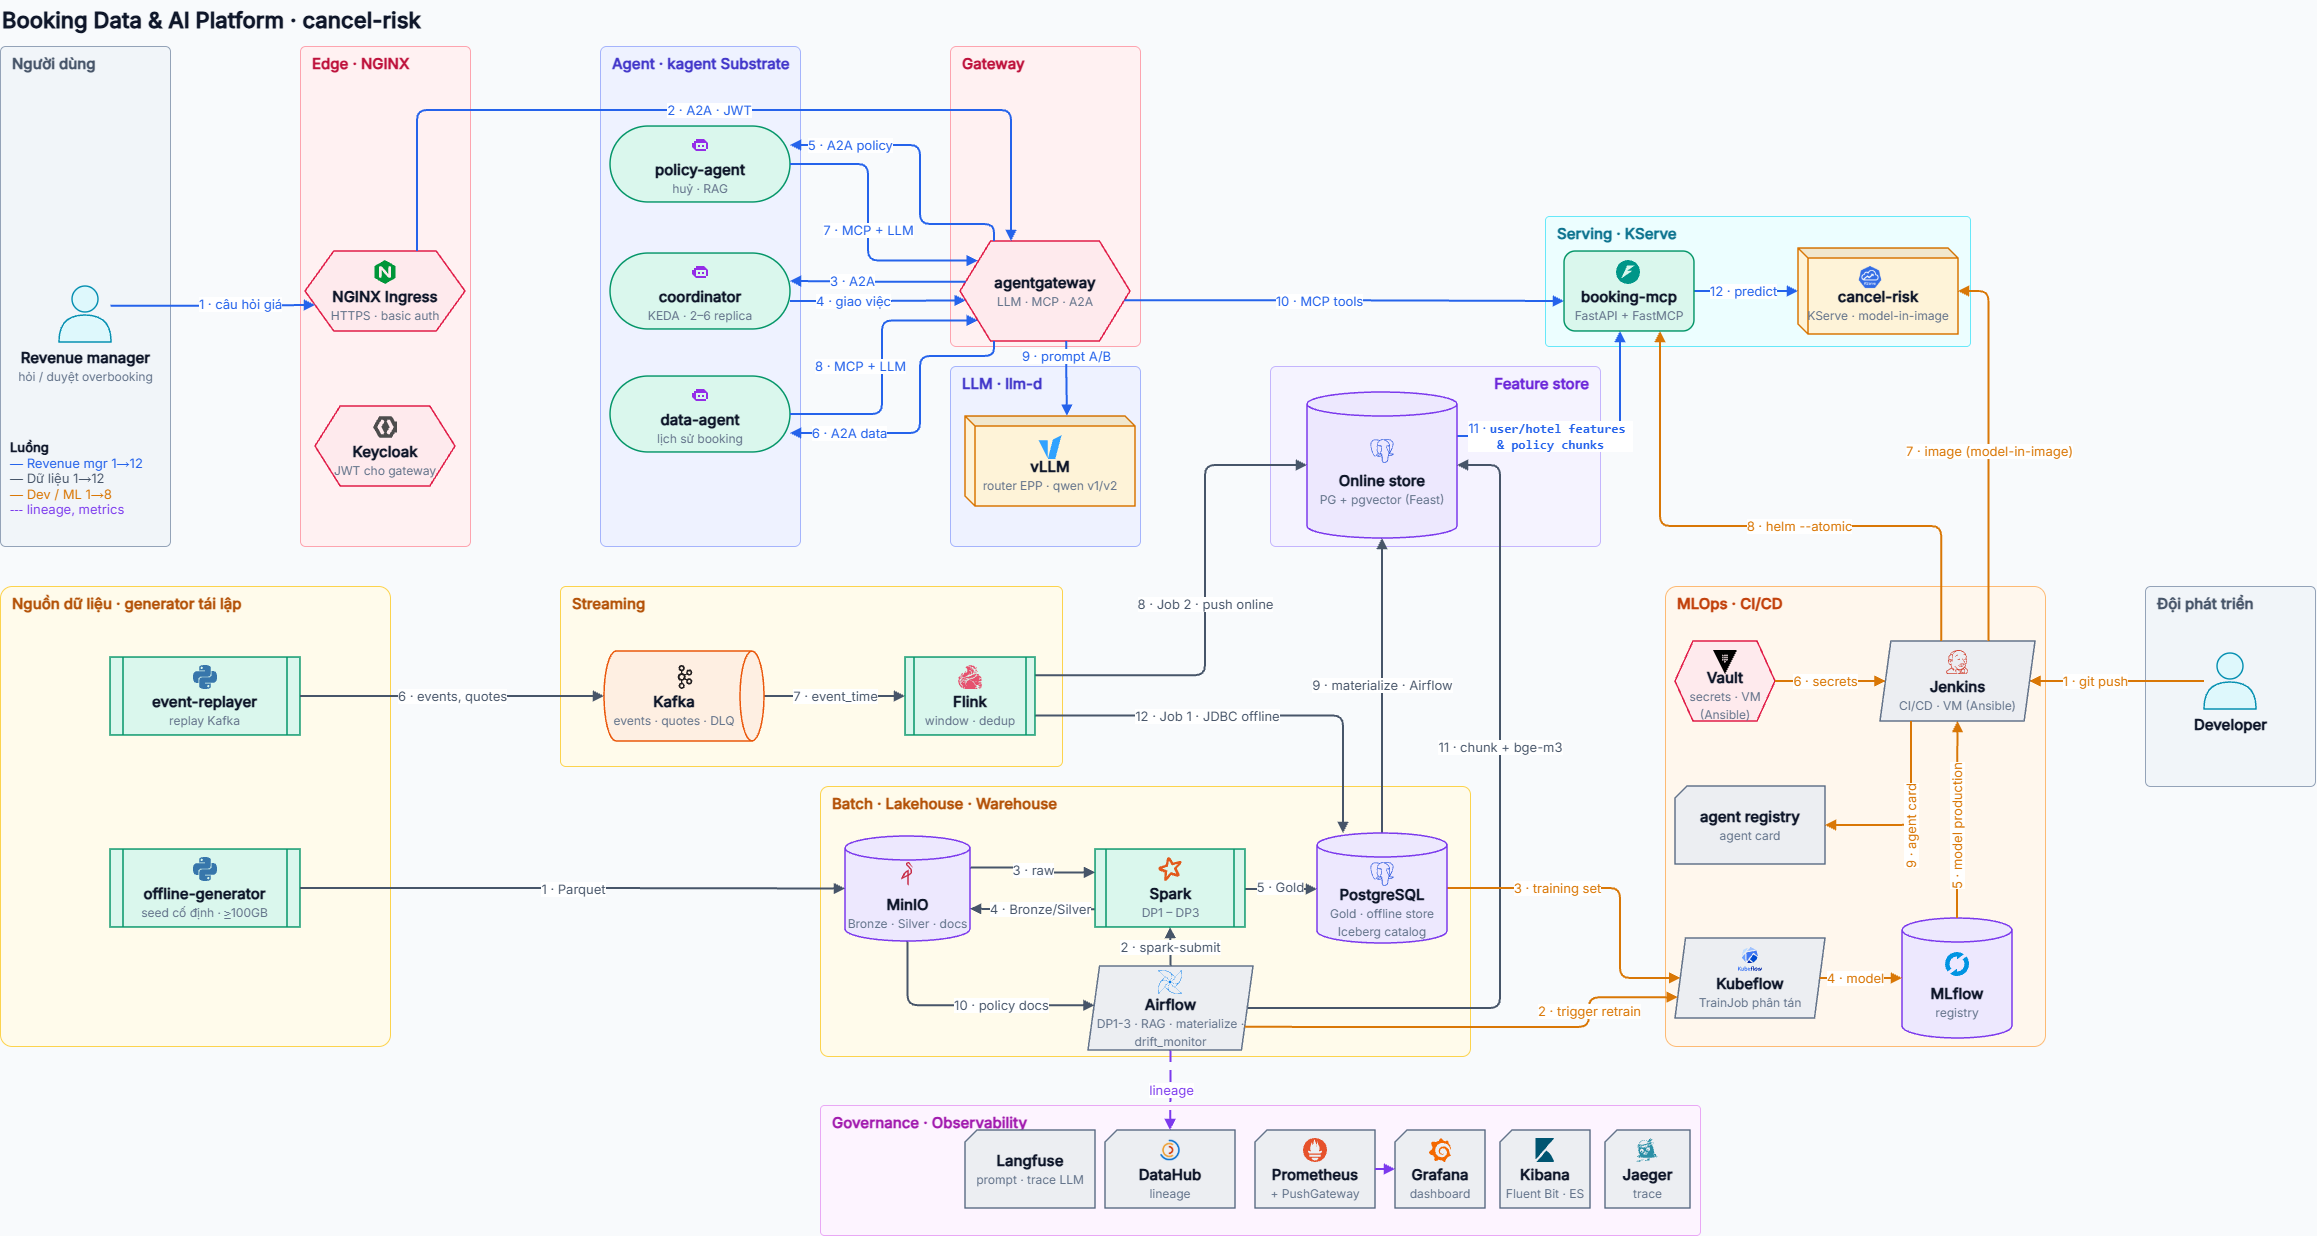 Booking Data & AI Platform · cancel-risk
Người dùng
Revenue manager
hỏi / duyệt overbooking
Luồng
— Revenue mgr 1→12
— Dữ liệu 1→12
— Dev / ML 1→8
--- lineage, metrics
1 · câu hỏi giá
Edge · NGINX
NGINX Ingress
HTTPS · basic auth
Keycloak
JWT cho gateway
2 · A2A · JWT
Agent · kagent Substrate
policy-agent
huỷ · RAG
coordinator
KEDA · 2–6 replica
data-agent
lịch sử booking
5 · A2A policy
7 · MCP + LLM
3 · A2A
4 · giao việc
8 · MCP + LLM
6 · A2A data
Gateway
agentgateway
LLM · MCP · A2A
9 · prompt A/B
LLM · llm-d
vLLM
router EPP · qwen v1/v2
10 · MCP tools
Serving · KServe
booking-mcp
FastAPI + FastMCP
12 · predict
cancel-risk
KServe · model-in-image
Feature store
Online store
PG + pgvector (Feast)
11 · user/hotel features
& policy chunks
7 · image (model-in-image)
8 · helm --atomic
Nguồn dữ liệu · generator tái lập
event-replayer
replay Kafka
offline-generator
seed cố định · ≥100GB
6 · events, quotes
1 · Parquet
Streaming
Kafka
events · quotes · DLQ
7 · event_time
Flink
window · dedup
8 · Job 2 · push online
12 · Job 1 · JDBC offline
9 · materialize · Airflow
11 · chunk + bge-m3
Batch · Lakehouse · Warehouse
MinIO
Bronze · Silver · docs
3 · raw
4 · Bronze/Silver
Spark
DP1 – DP3
5 · Gold
PostgreSQL
Gold · offline store
Iceberg catalog
2 · spark-submit
10 · policy docs
Airflow
DP1-3 · RAG · materialize ·
drift_monitor
3 · training set
2 · trigger retrain
MLOps · CI/CD
Vault
secrets · VM
(Ansible)
6 · secrets
Jenkins
CI/CD · VM (Ansible)
1 · git push
agent registry
agent card
9 · agent card
5 · model production
Kubeflow
Kubeflow
TrainJob phân tán
4 · model
MLflow
registry
Đội phát triển
Developer
lineage
Governance · Observability
Langfuse
prompt · trace LLM
DataHub
lineage
Prometheus
+ PushGateway
Grafana
dashboard
Kibana
Fluent Bit · ES
Jaeger
trace